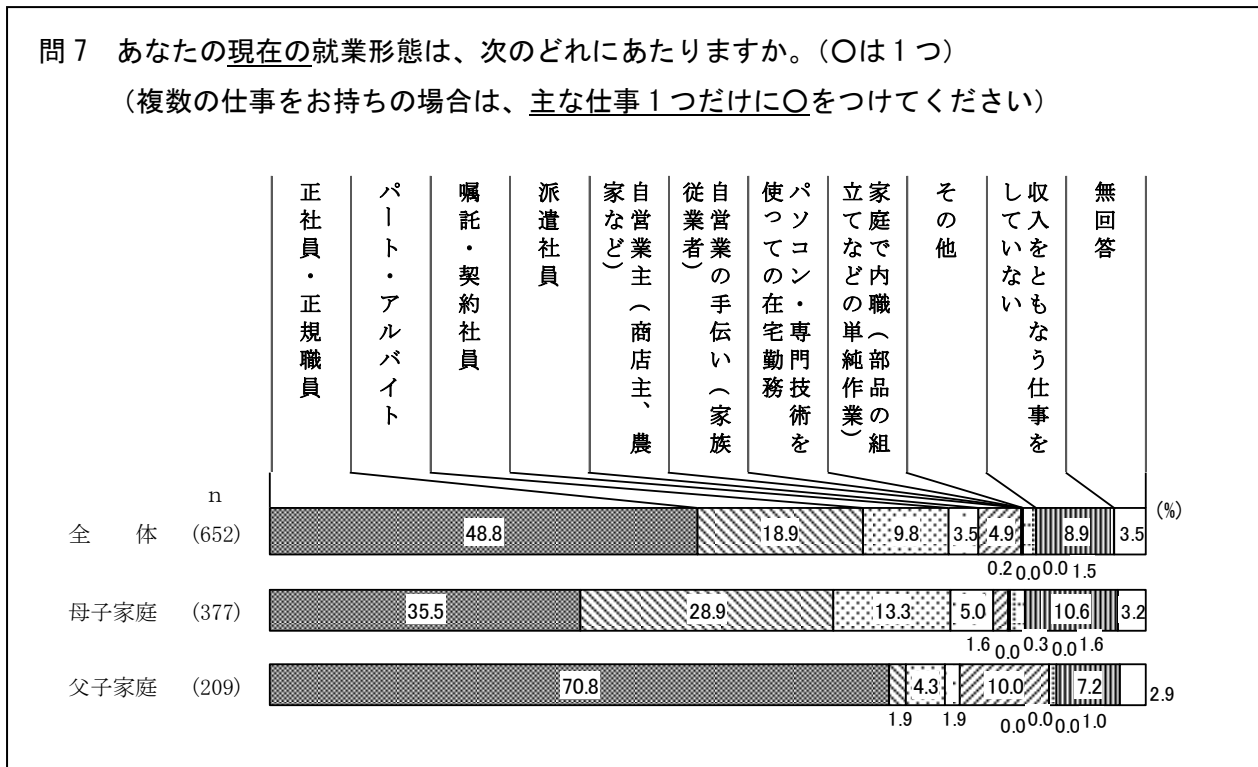 問7 あなたの現在の就業形態は、次のどれにあたりますか。(〇は1つ)
(複数の仕事をお持ちの場合は、主な仕事1つだけに〇をつけてください)
正社員・正規職員
パート・アルバイト
嘱託・契約社員
派遣社員
自営業主(商店主、農
家など)
自営業の手伝い(家族
従業者)
パソコン・専門技術を
使っての在宅勤務
家庭で内職(部品の組
立てなどの単純作業)
その他
収入をともなう仕事を
していない
無回答
n
(%)
全 体 (652) 48.8 18.9 9.8 3.5 4.9 8.9 3.5
0.2 0.0 0.0 1.5
母子家庭 (377) 35.5 28.9 13.3 5.0 10.6 3.2
1.6 0.0 0.3 0.0 1.6
父子家庭 (209) 70.8 4.3 10.0 7.2 2.9
1.9 1.9 0.0 0.0 0.0 1.0